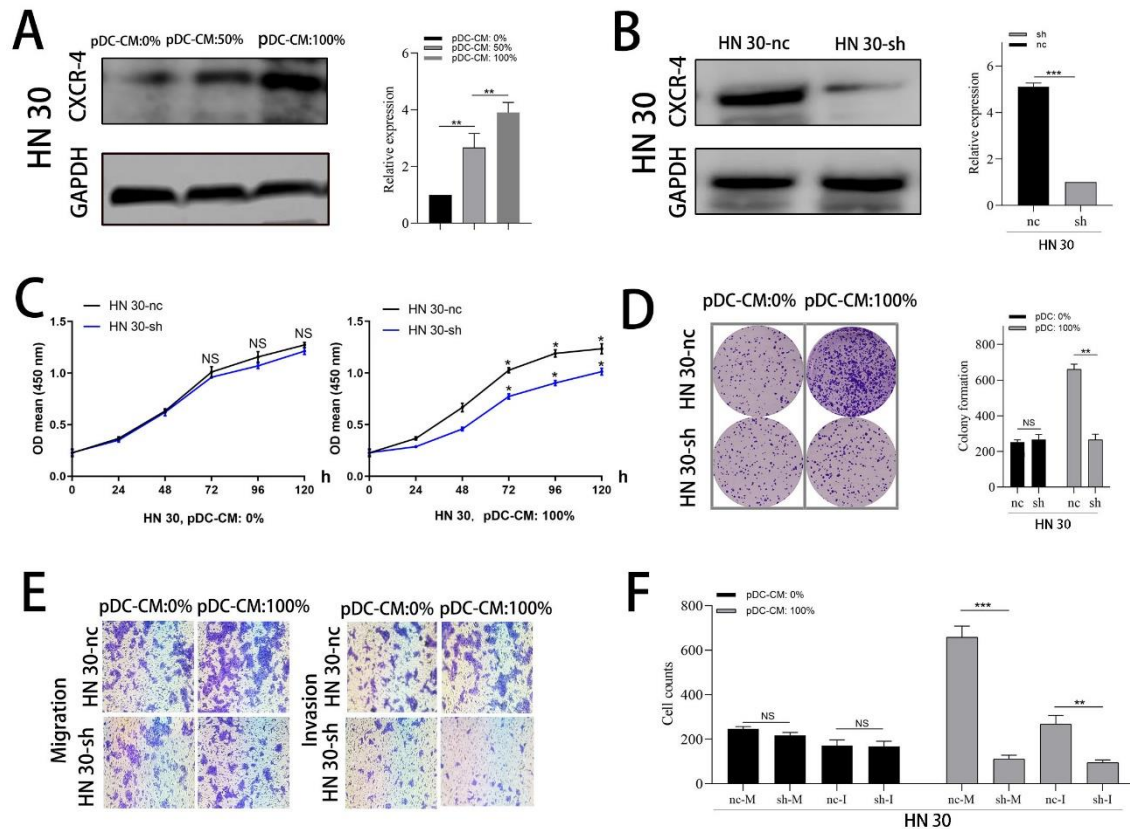 A
pDC-CM:0% pDC-CM:50% pDC-CM:100%
HN 30
CXCR-4
GAPDH
pDC-CM: 0%
pDC-CM: 50%
pDC-CM: 100%
Relative expression
6
4
2
0
**
**
B
HN 30-nc HN 30-sh
HN 30
CXCR-4
GAPDH
sh
nc
Relative expression
6
4
2
0
***
nc sh
HN 30
C
HN 30-nc
HN 30-sh
OD mean (450 nm)
1.5
1.0
0.5
0.0
NS NS NS
0 24 48 72 96 120 h
HN 30, pDC-CM: 0%
HN 30-nc
HN 30-sh
OD mean (450 nm)
1.5
1.0
0.5
0.0
* * *
* * *
0 24 48 72 96 120 h
HN 30, pDC-CM: 100%
D
pDC-CM:0% pDC-CM:100%
HN 30-nc
HN 30-sh
pDC: 0%
pDC: 100%
Colony formation
800
600
400
200
0
NS
**
nc sh nc sh
HN 30
E
pDC-CM:0% pDC-CM:100%
Migration
HN 30-nc
HN 30-sh
pDC-CM:0% pDC-CM:100%
Invasion
HN 30-nc
HN 30-sh
F
pDC-CM: 0%
pDC-CM: 100%
Cell counts
800
600
400
200
0
NS NS *** **
nc-M sh-M nc-I sh-I nc-M sh-M nc-I sh-I
HN 30